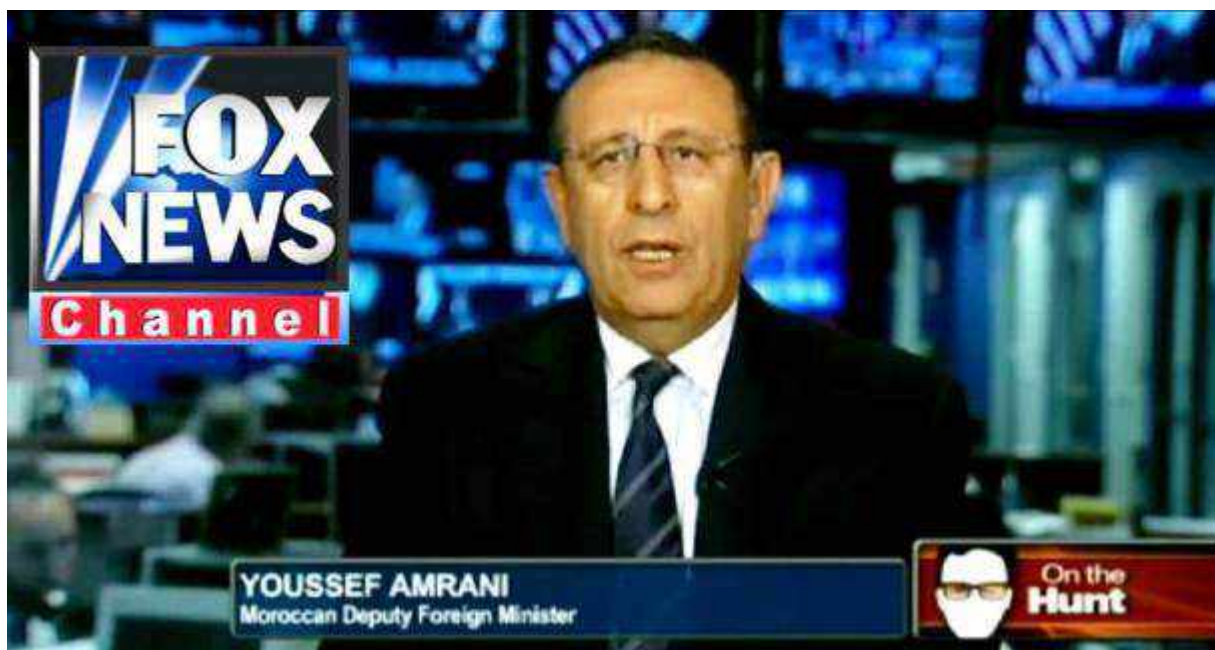 FOX
NEWS
Channel
YOUSSEF AMRANI
Moroccan Deputy Foreign Minister
On the
Hunt